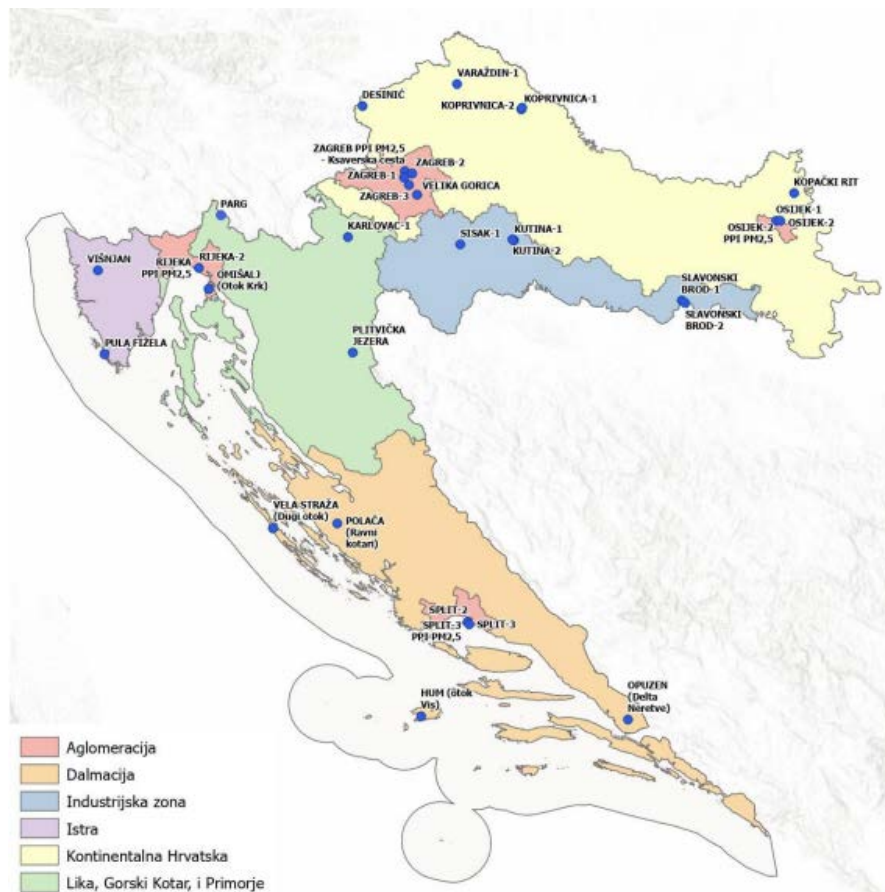 VARAŽDIN-1
DESINIĆ
KOPRIVNICA-2
KOPRIVNICA-1
ZAGREB PPI PM2,5
- Ksaverska cesta
ZAGREB-2
ZAGREB-1
VELIKA GORICA
ZAGREB-3
KOPAČKI RIT
OSIJEK-1
OSIJEK-2
OSIJEK-2
PPI PM2,5
PARG
KARLOVAC-1
SISAK-1
KUTINA-1
KUTINA-2
VIŠNJAN
RIJEKA-2
RIJEKA
PPI PM2,5
OMIŠALJ
(Otok Krk)
SLAVONSKI
BROD-1
SLAVONSKI
BROD-2
PULA FIŽELA
PLITVIČKA
JEZERA
VELA STRAŽA
(Dugi otok)
POLAČA
(Ravni
kotari)
SPLIT-2
SPLIT-3
PPI PM2,5
SPLIT-3
HUM (otok
Vis)
OPUZEN
(Delta
Neretve)
Aglomeracija
Dalmacija
Industrijska zona
Istra
Kontinentalna Hrvatska
Lika, Gorski Kotar, i Primorje